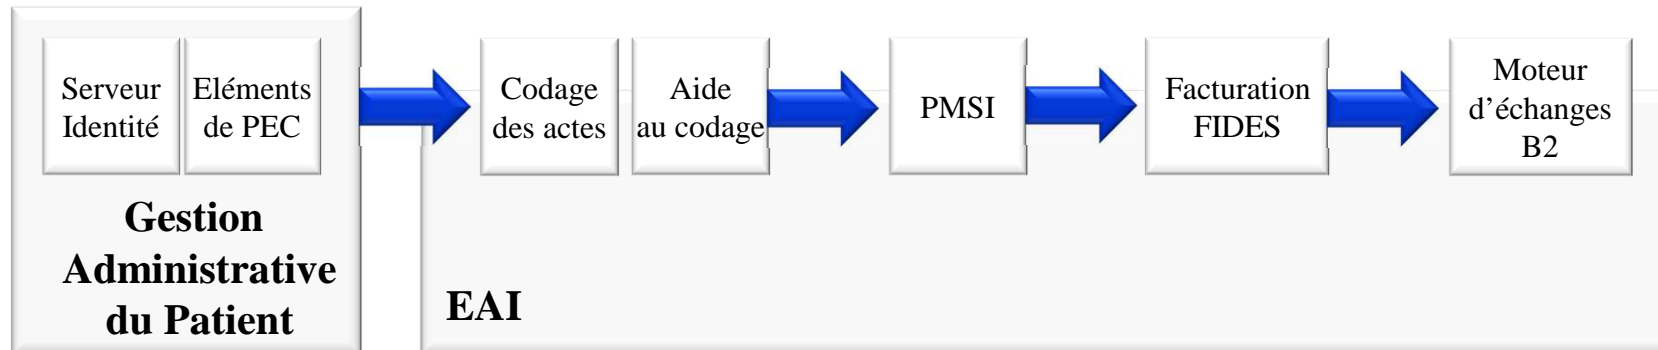 Serveur
Identité
Eléments
de PEC
Gestion
Administrative
du Patient
Codage
des actes
Aide
au codage
PMSI
Facturation
FIDES
Moteur
d’échanges
B2
EAI